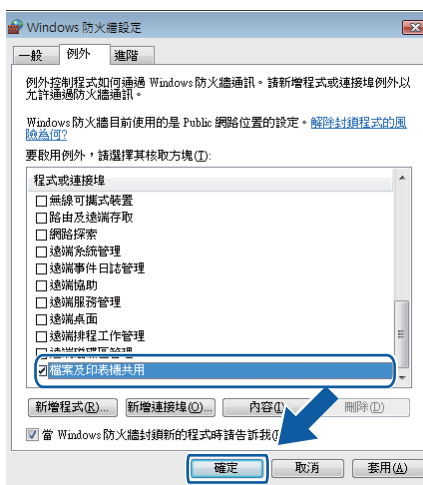 Windows 防火牆設定
一般 例外 進階
例外控制程式如何通過 Windows 防火牆通訊。請新增程式或連接埠例外以
允許通過防火牆通訊。
Windows 防火牆目前使用的是 Public 網路位置的設定。解除封鎖程式的風
險為何?
要啟用例外，請選擇其核取方塊(I):
程式或連接埠
無線可攜式裝置
路由及遠端存取
網路探索
遠端系統管理
遠端事件日誌管理
遠端協助
遠端服務管理
遠端桌面
遠端排程工作管理
遠端磁碟區管理
檔案及印表機共用
新增程式(R)... 新增連接埠(O)... 內容 刪除(D)
當 Windows 防火牆封鎖新的程式時請告訴我
確定 取消 套用(A)